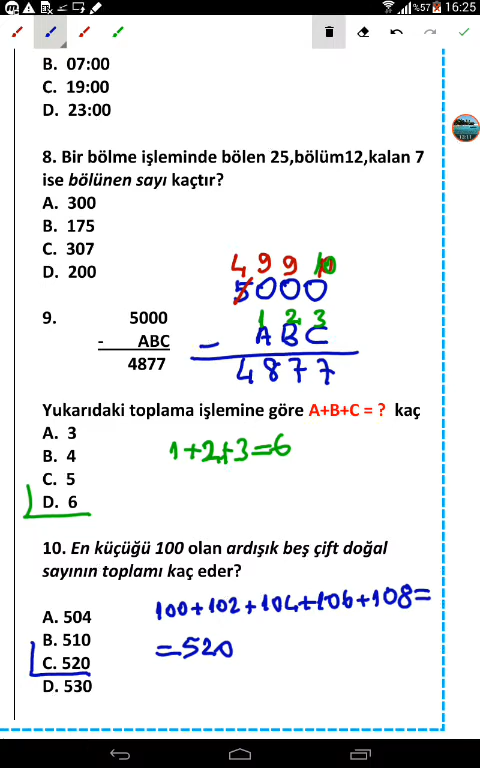 %57 16:25
B. 07:00
C. 19:00
D. 23:00
8. Bir bölme işleminde bölen 25,bölüm12,kalan 7
ise bölünen sayı kaçtır?
A. 300
B. 175
C. 307
D. 200
4 9 9 10
5000
1 2 3
- ABC
4877
9. 5000
- ABC
4877
Yukarıdaki toplama işlemine göre A+B+C = ? kaç
A. 3
B. 4
C. 5
D. 6
1+2+3=6
10. En küçüğü 100 olan ardışık beş çift doğal
sayının toplamı kaç eder?
A. 504
B. 510
C. 520
D. 530
100+102+104+106+108=
=520